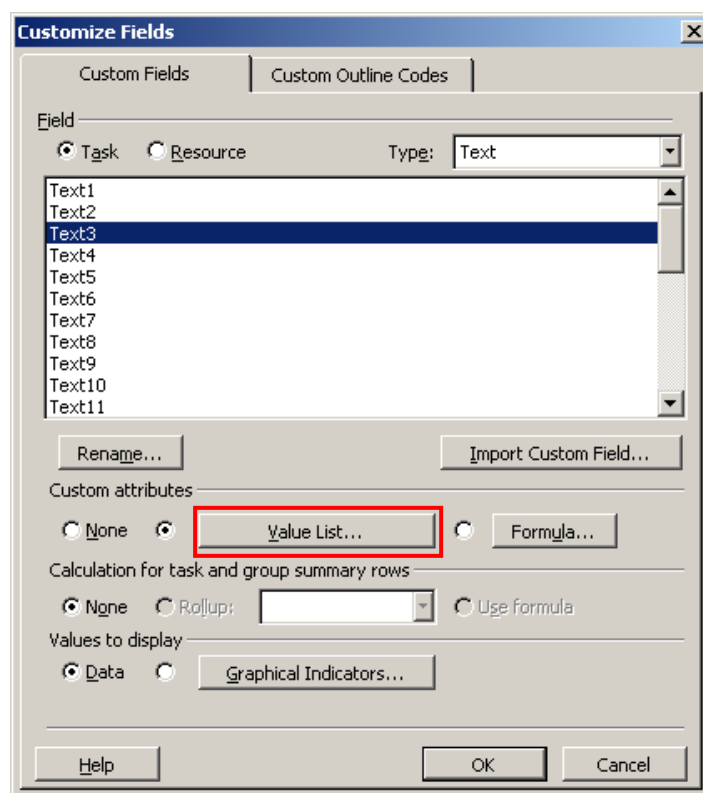 Customize Fields
Custom Fields Custom Outline Codes
Field
Task Resource Type: Text
Text1
Text2
Text3
Text4
Text5
Text6
Text7
Text8
Text9
Text10
Text11
Rename... Import Custom Field...
Custom attributes
None Value List... Formula...
Calculation for task and group summary rows
None Rollup: Use formula
Values to display
Data Graphical Indicators...
Help OK Cancel